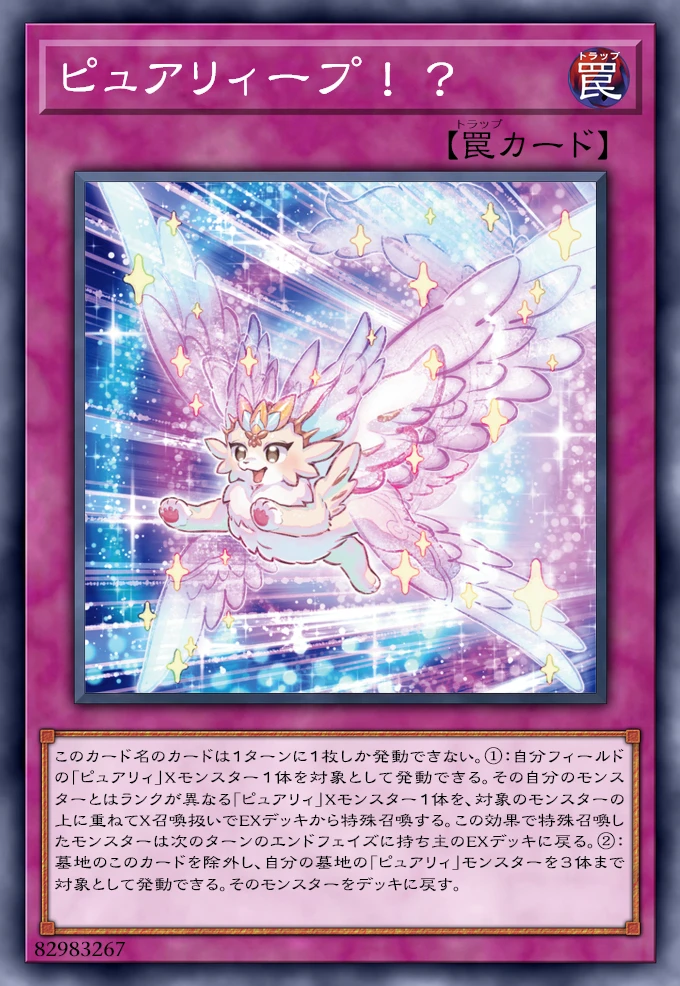 ピュアリィープ！？
トラップ
罠
トラップ
【罠カード】
このカード名のカードは１ターンに１枚しか発動できない。①：自分フィールド
の「ピュアリィ」Xモンスター１体を対象として発動できる。その自分のモンス
ターとはランクが異なる「ピュアリィ」Xモンスター１体を、対象のモンスターの
上に重ねてX召喚扱いでEXデッキから特殊召喚する。この効果で特殊召喚し
たモンスターは次のターンのエンドフェイズに持ち主のEXデッキに戻る。②：
墓地のこのカードを除外し、自分の墓地の「ピュアリィ」モンスターを３体まで
対象として発動できる。そのモンスターをデッキに戻す。
82983267